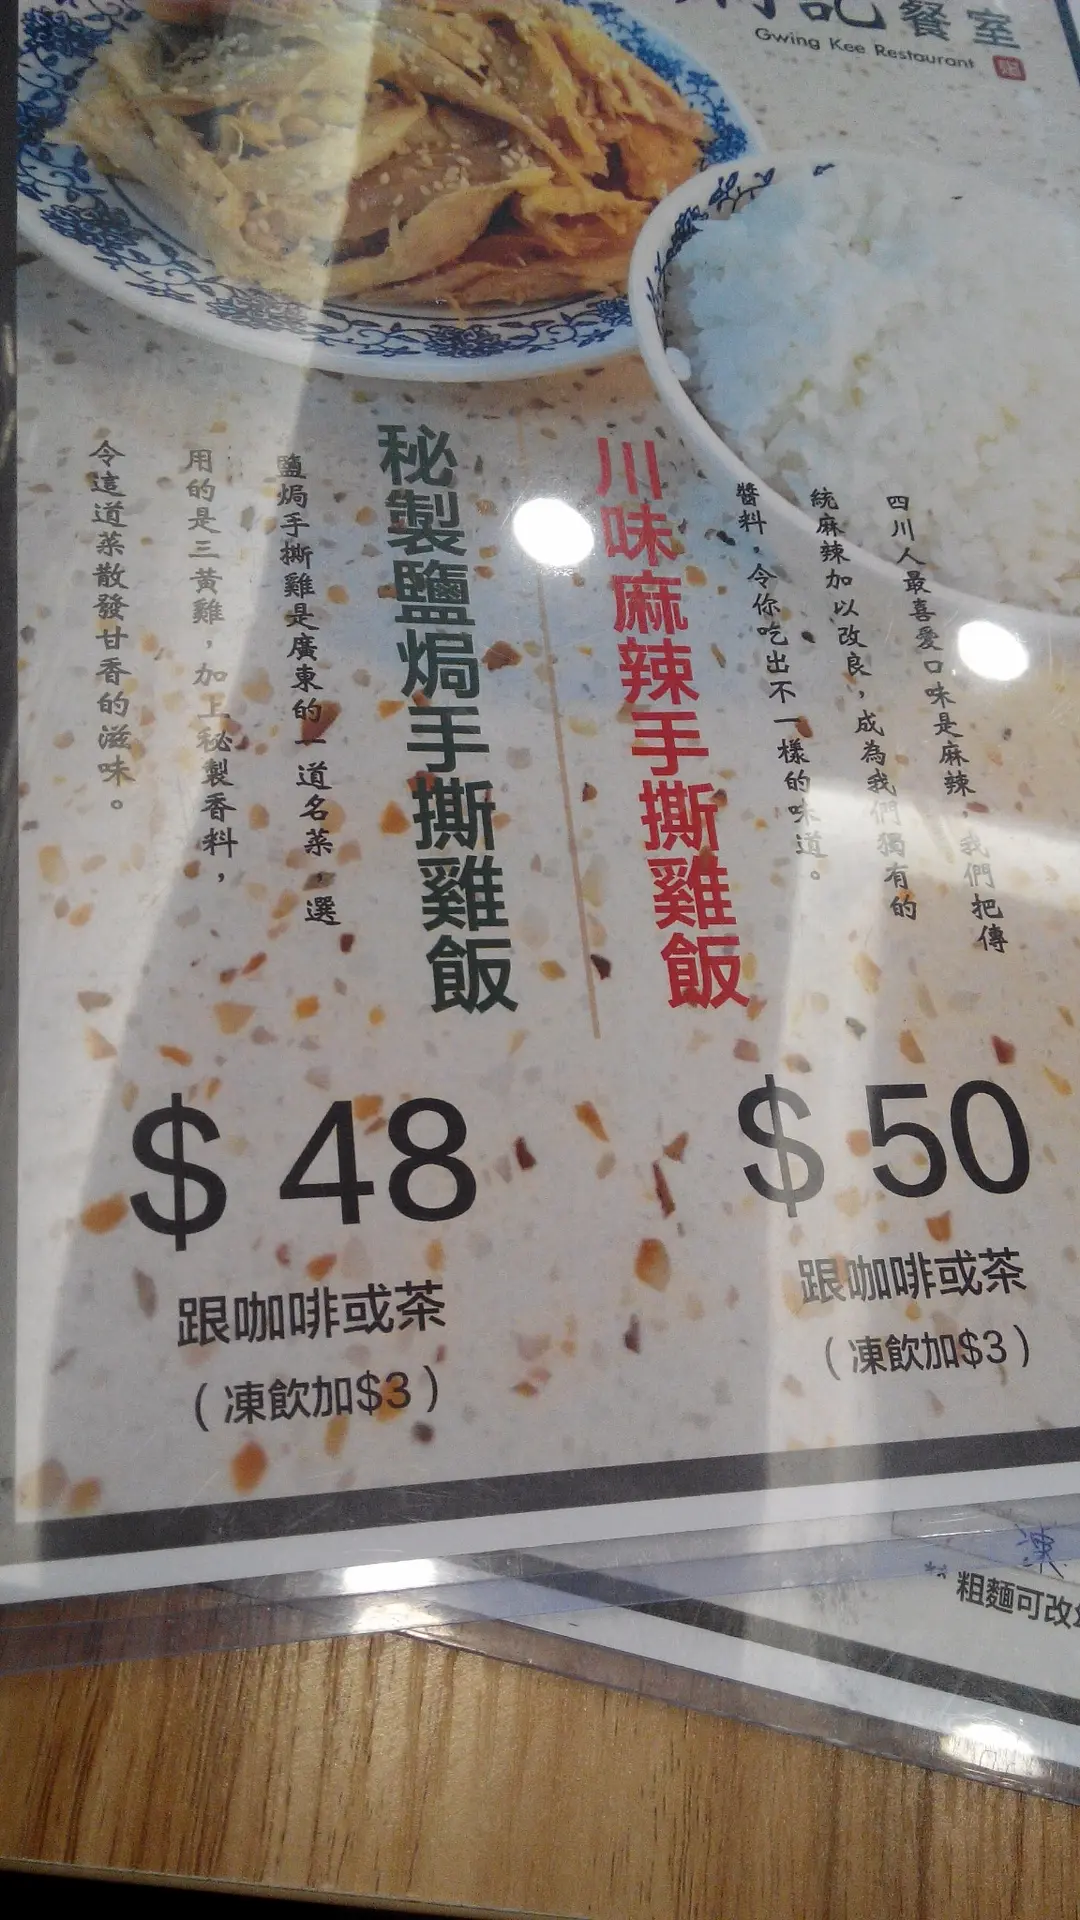 記餐室
Gwing Kee Restaurant
四川人最喜愛口味是麻辣，我們把傳
統麻辣加以改良，成為我們獨有的
醬料，令你吃出不一樣的味道。
川味麻辣手撕雞飯
$ 50
跟咖啡或茶
（凍飲加$3）
秘製鹽焗手撕雞飯
鹽焗手撕雞是廣東的一道名菜，選
用的是三黃雞，加上秘製香料，
令這道菜散發甘香的滋味。
$ 48
跟咖啡或茶
（凍飲加$3）
凍
** 粗麵可改